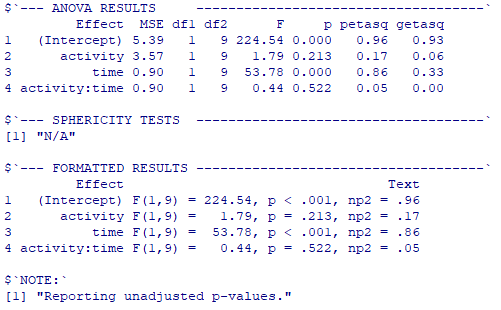 $`--- ANOVA RESULTS     ------------------------------------`
         Effect  MSE df1 df2      F     p petasq getasq
1   (Intercept) 5.39   1   9 224.54 0.000   0.96   0.93
2      activity 3.57   1   9   1.79 0.213   0.17   0.06
3          time 0.90   1   9  53.78 0.000   0.86   0.33
4 activity:time 0.90   1   9   0.44 0.522   0.05   0.00
$`--- SPHERICITY TESTS  ------------------------------------`
[1] "N/A"
$`--- FORMATTED RESULTS ------------------------------------`
         Effect                                Text
1   (Intercept) F(1,9) = 224.54, p < .001, np2 = .96
2      activity F(1,9) =   1.79, p = .213, np2 = .17
3          time F(1,9) =  53.78, p < .001, np2 = .86
4 activity:time F(1,9) =   0.44, p = .522, np2 = .05
$`NOTE:`
[1] "Reporting unadjusted p-values."